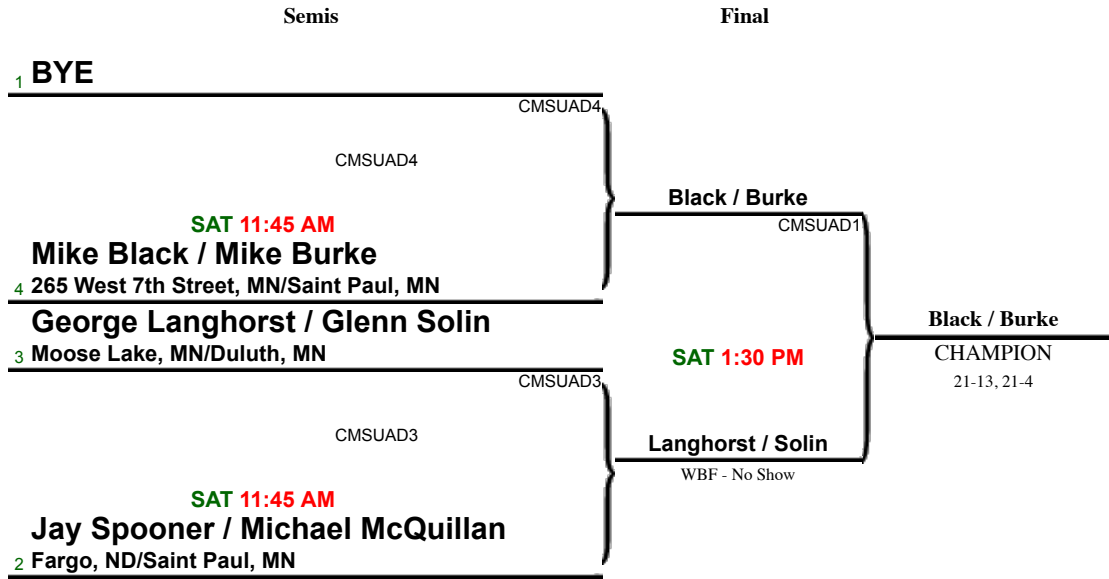 Semis
Final
1 BYE
CMSUAD4
CMSUAD4
SAT 11:45 AM
Mike Black / Mike Burke
4 265 West 7th Street, MN/Saint Paul, MN
Black / Burke
CMSUAD1
George Langhorst / Glenn Solin
3 Moose Lake, MN/Duluth, MN
CMSUAD3
CMSUAD3
SAT 11:45 AM
Jay Spooner / Michael McQuillan
2 Fargo, ND/Saint Paul, MN
SAT 1:30 PM
Langhorst / Solin
WBF - No Show
Black / Burke
CHAMPION
21-13, 21-4